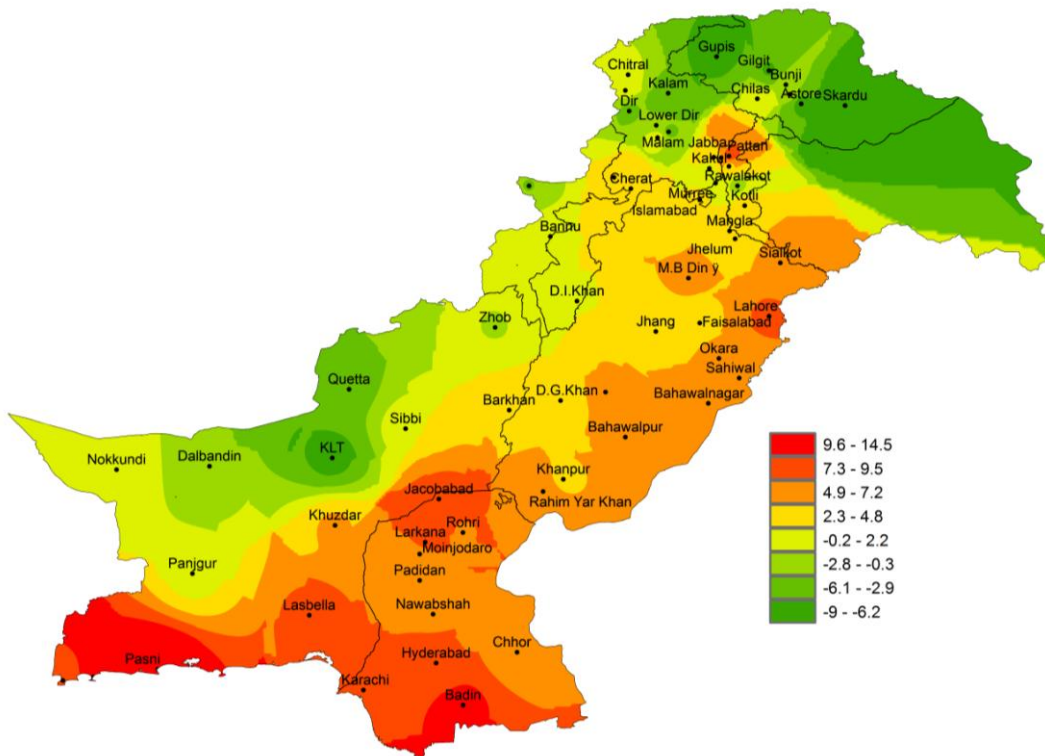 Gupis
Gilgit
Chitral
Bunji
Kalam
Chilas
Astore
Skardu
Dir
Lower Dir
Malam Jabbar
Pattan
Kakul
Cherat
Rawalakot
Murree
Kotli
Islamabad
Mangla
Bannu
Jhelum
Sialkot
M.B Din ÿ
D.I.Khan
Lahore
Zhob
Jhang
Faisalabad
Okara
Sahiwal
Quetta
D.G.Khan
Bahawalnagar
Barkhan
Sibbi
Bahawalpur
KLT
Nokkundi
Dalbandin
Khanpur
Jacobabad
Rahim Yar Khan
Khuzdar
Rohri
Larkana
Moinjodaro
Panjgur
Padidan
Lasbella
Nawabshah
Chhor
Pasni
Hyderabad
Karachi
Badin
9.6 - 14.5
7.3 - 9.5
4.9 - 7.2
2.3 - 4.8
-0.2 - 2.2
-2.8 - -0.3
-6.1 - -2.9
-9 - -6.2